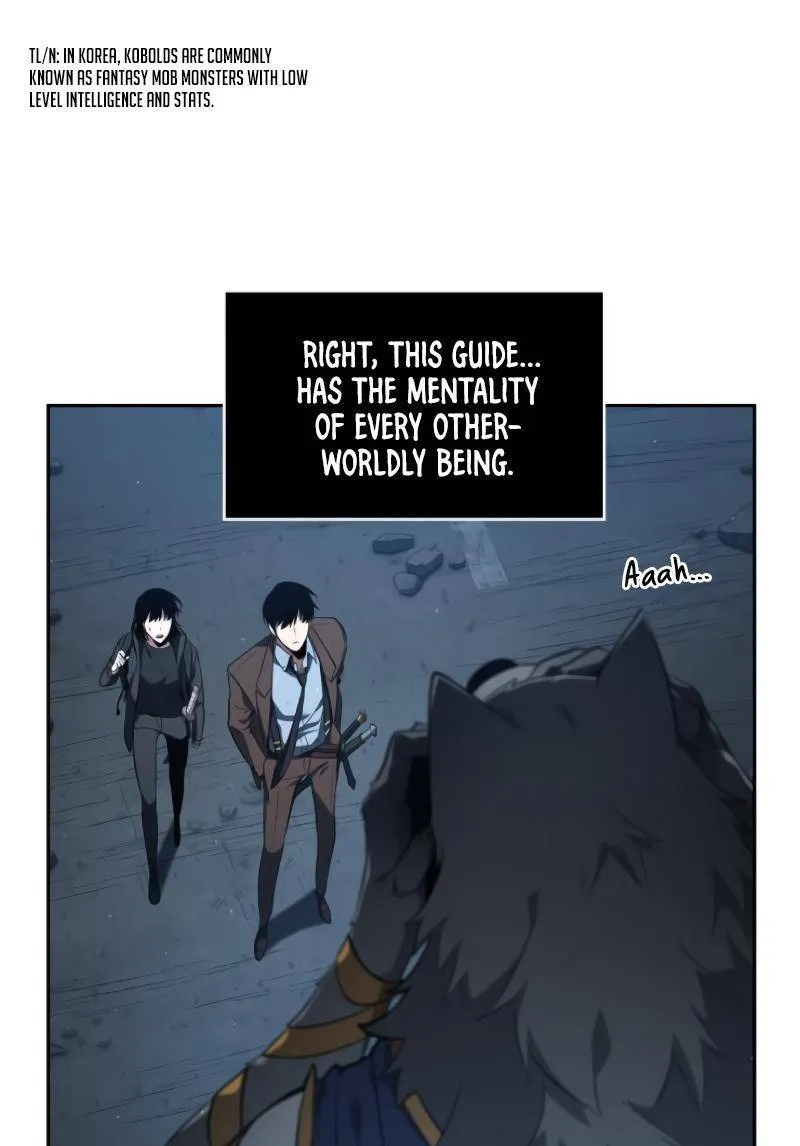 TL/N: IN KOREA, KOBOLDS ARE COMMONLY
KNOWN AS FANTASY MOB MONSTERS WITH LOW
LEVEL INTELLIGENCE AND STATS.
RIGHT, THIS GUIDE...
HAS THE MENTALITY
OF EVERY OTHER-
WORLDLY BEING.
Aaah...